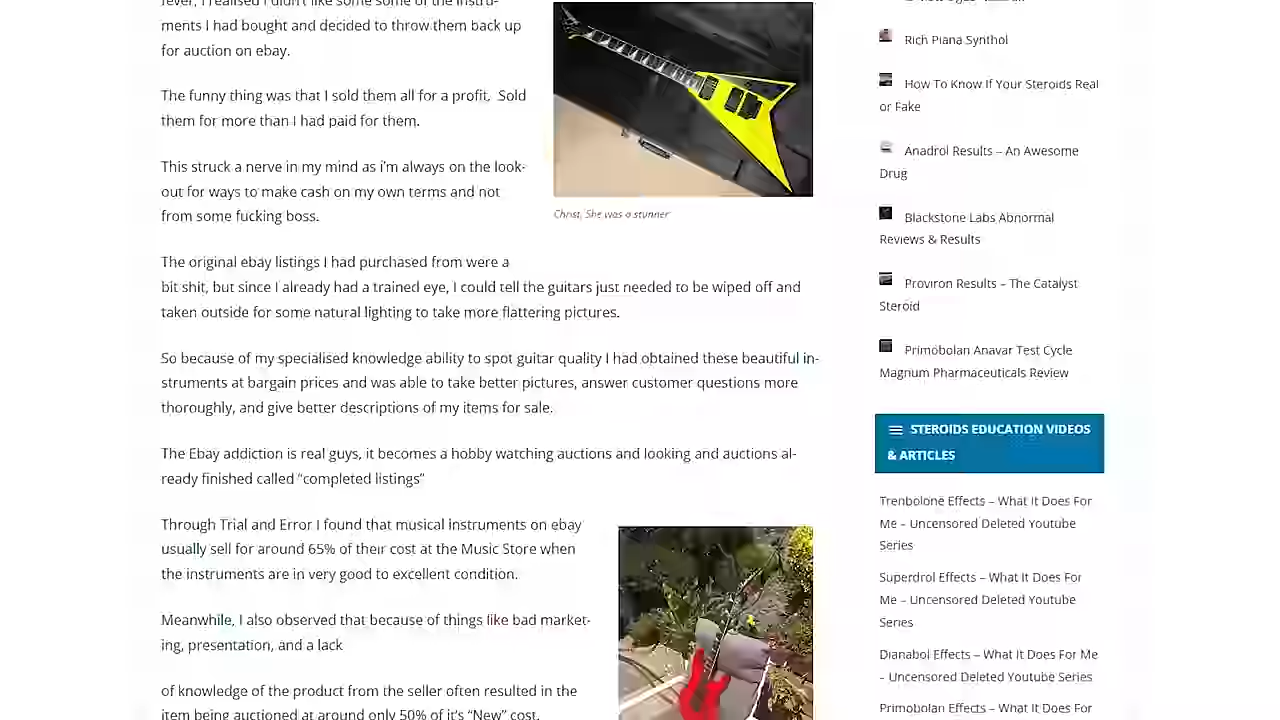 ments I had bought and decided to throw them back up
for auction on ebay.
The funny thing was that I sold them all for a profit. Sold
them for more than I had paid for them.
This struck a nerve in my mind as i'm always on the look-
out for ways to make cash on my own terms and not
from some fucking boss.
Christ, She was a stunner
The original ebay listings I had purchased from were a
bit shit, but since I already had a trained eye, I could tell the guitars just needed to be wiped off and
taken outside for some natural lighting to take more flattering pictures.
So because of my specialised knowledge ability to spot guitar quality I had obtained these beautiful in-
struments at bargain prices and was able to take better pictures, answer customer questions more
thoroughly, and give better descriptions of my items for sale.
The Ebay addiction is real guys, it becomes a hobby watching auctions and looking and auctions al-
ready finished called “completed listings”
Through Trial and Error I found that musical instruments on ebay
usually sell for around 65% of their cost at the Music Store when
the instruments are in very good to excellent condition.
Meanwhile, I also observed that because of things like bad market-
ing, presentation, and a lack
of knowledge of the product from the seller often resulted in the
item being auctioned at around only 50% of it’s “New” cost.
Rich Piana Synthol
How To Know If Your Steroids Real
or Fake
Anadrol Results – An Awesome
Drug
Blackstone Labs Abnormal
Reviews & Results
Proviron Results – The Catalyst
Steroid
Primobolan Anavar Test Cycle
Magnum Pharmaceuticals Review
STEROIDS EDUCATION VIDEOS
& ARTICLES
Trenbolone Effects – What It Does For
Me – Uncensored Deleted Youtube
Series
Superdrol Effects – What It Does For
Me – Uncensored Deleted Youtube
Series
Dianabol Effects – What It Does For Me
– Uncensored Deleted Youtube Series
Primobolan Effects – What It Does For